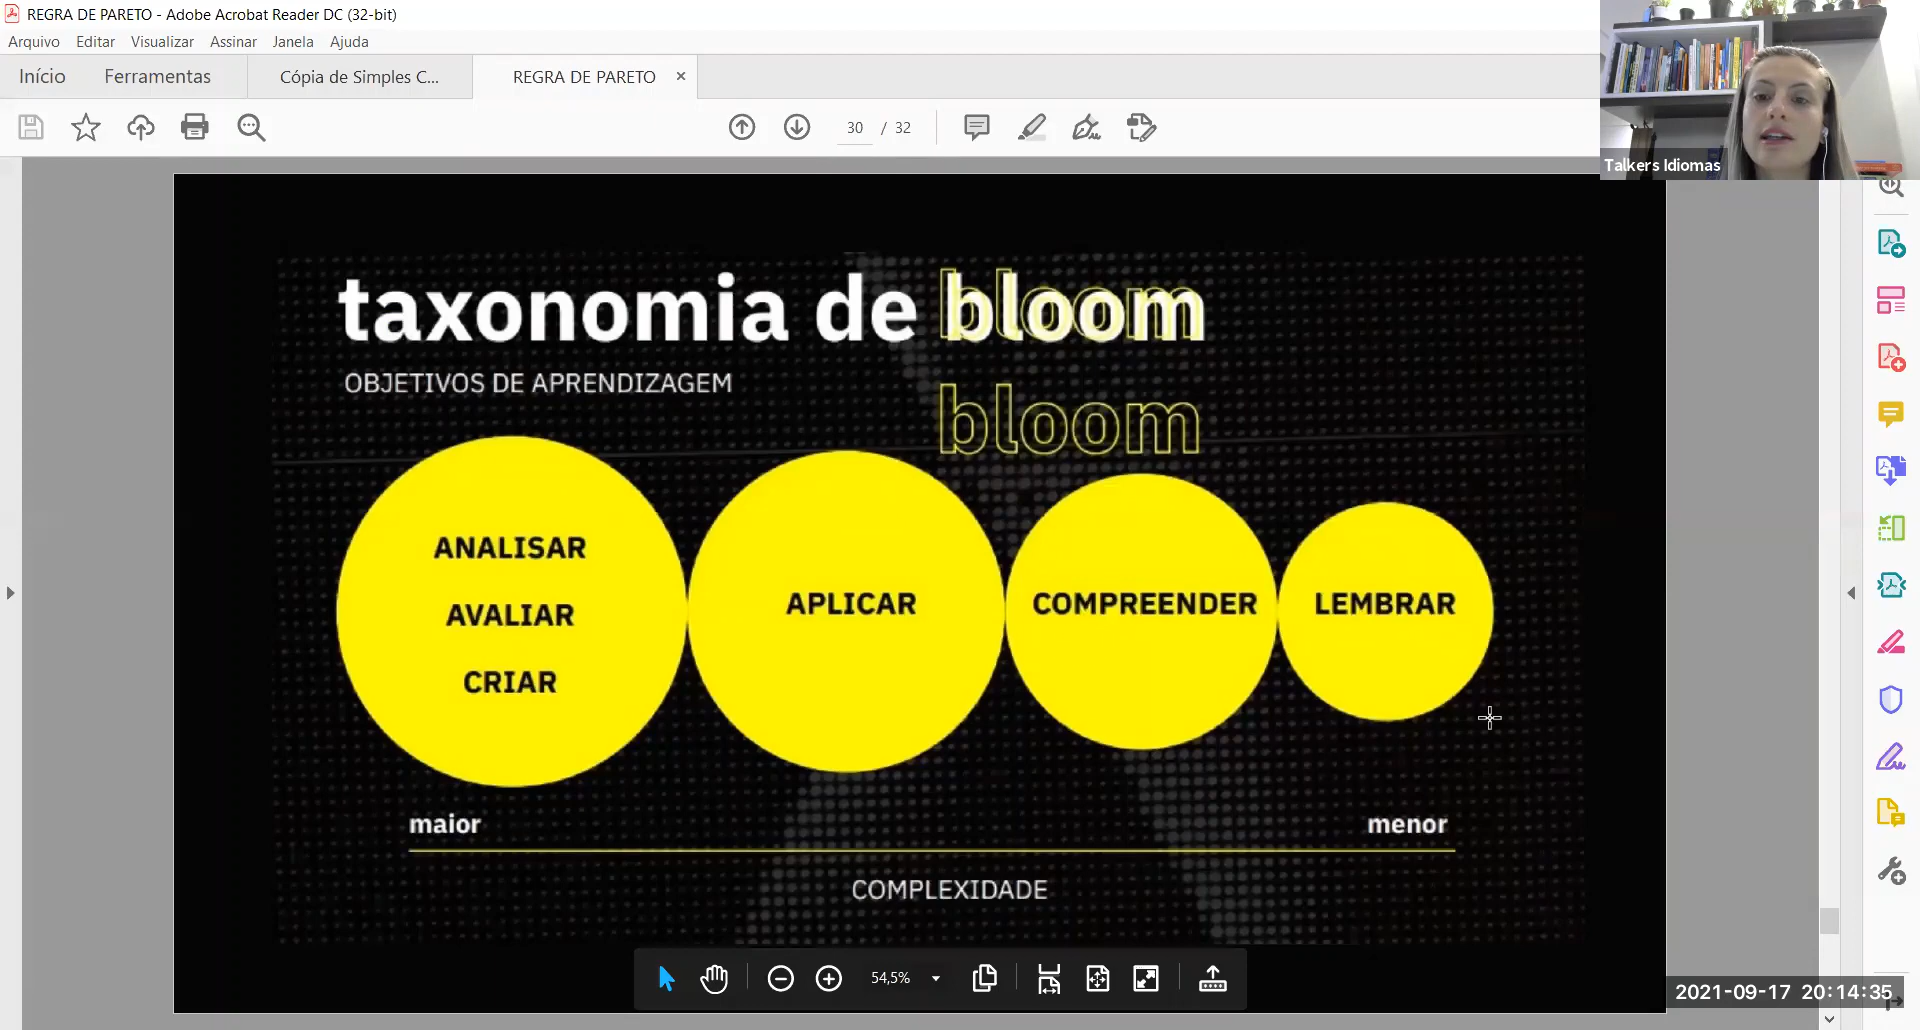 REGRA DE PARETO - Adobe Acrobat Reader DC (32-bit)
Arquivo Editar Visualizar Assinar Janela Ajuda
Início Ferramentas Cópia de Simples C... REGRA DE PARETO ×
30 / 32
Talkers Idiomas
taxonomia de bloom
OBJETIVOS DE APRENDIZAGEM
bloom
ANALISAR
AVALIAR
CRIAR
APLICAR
COMPREENDER
LEMBRAR
maior
menor
COMPLEXIDADE
54,5%
2021-09-17 20:14:35